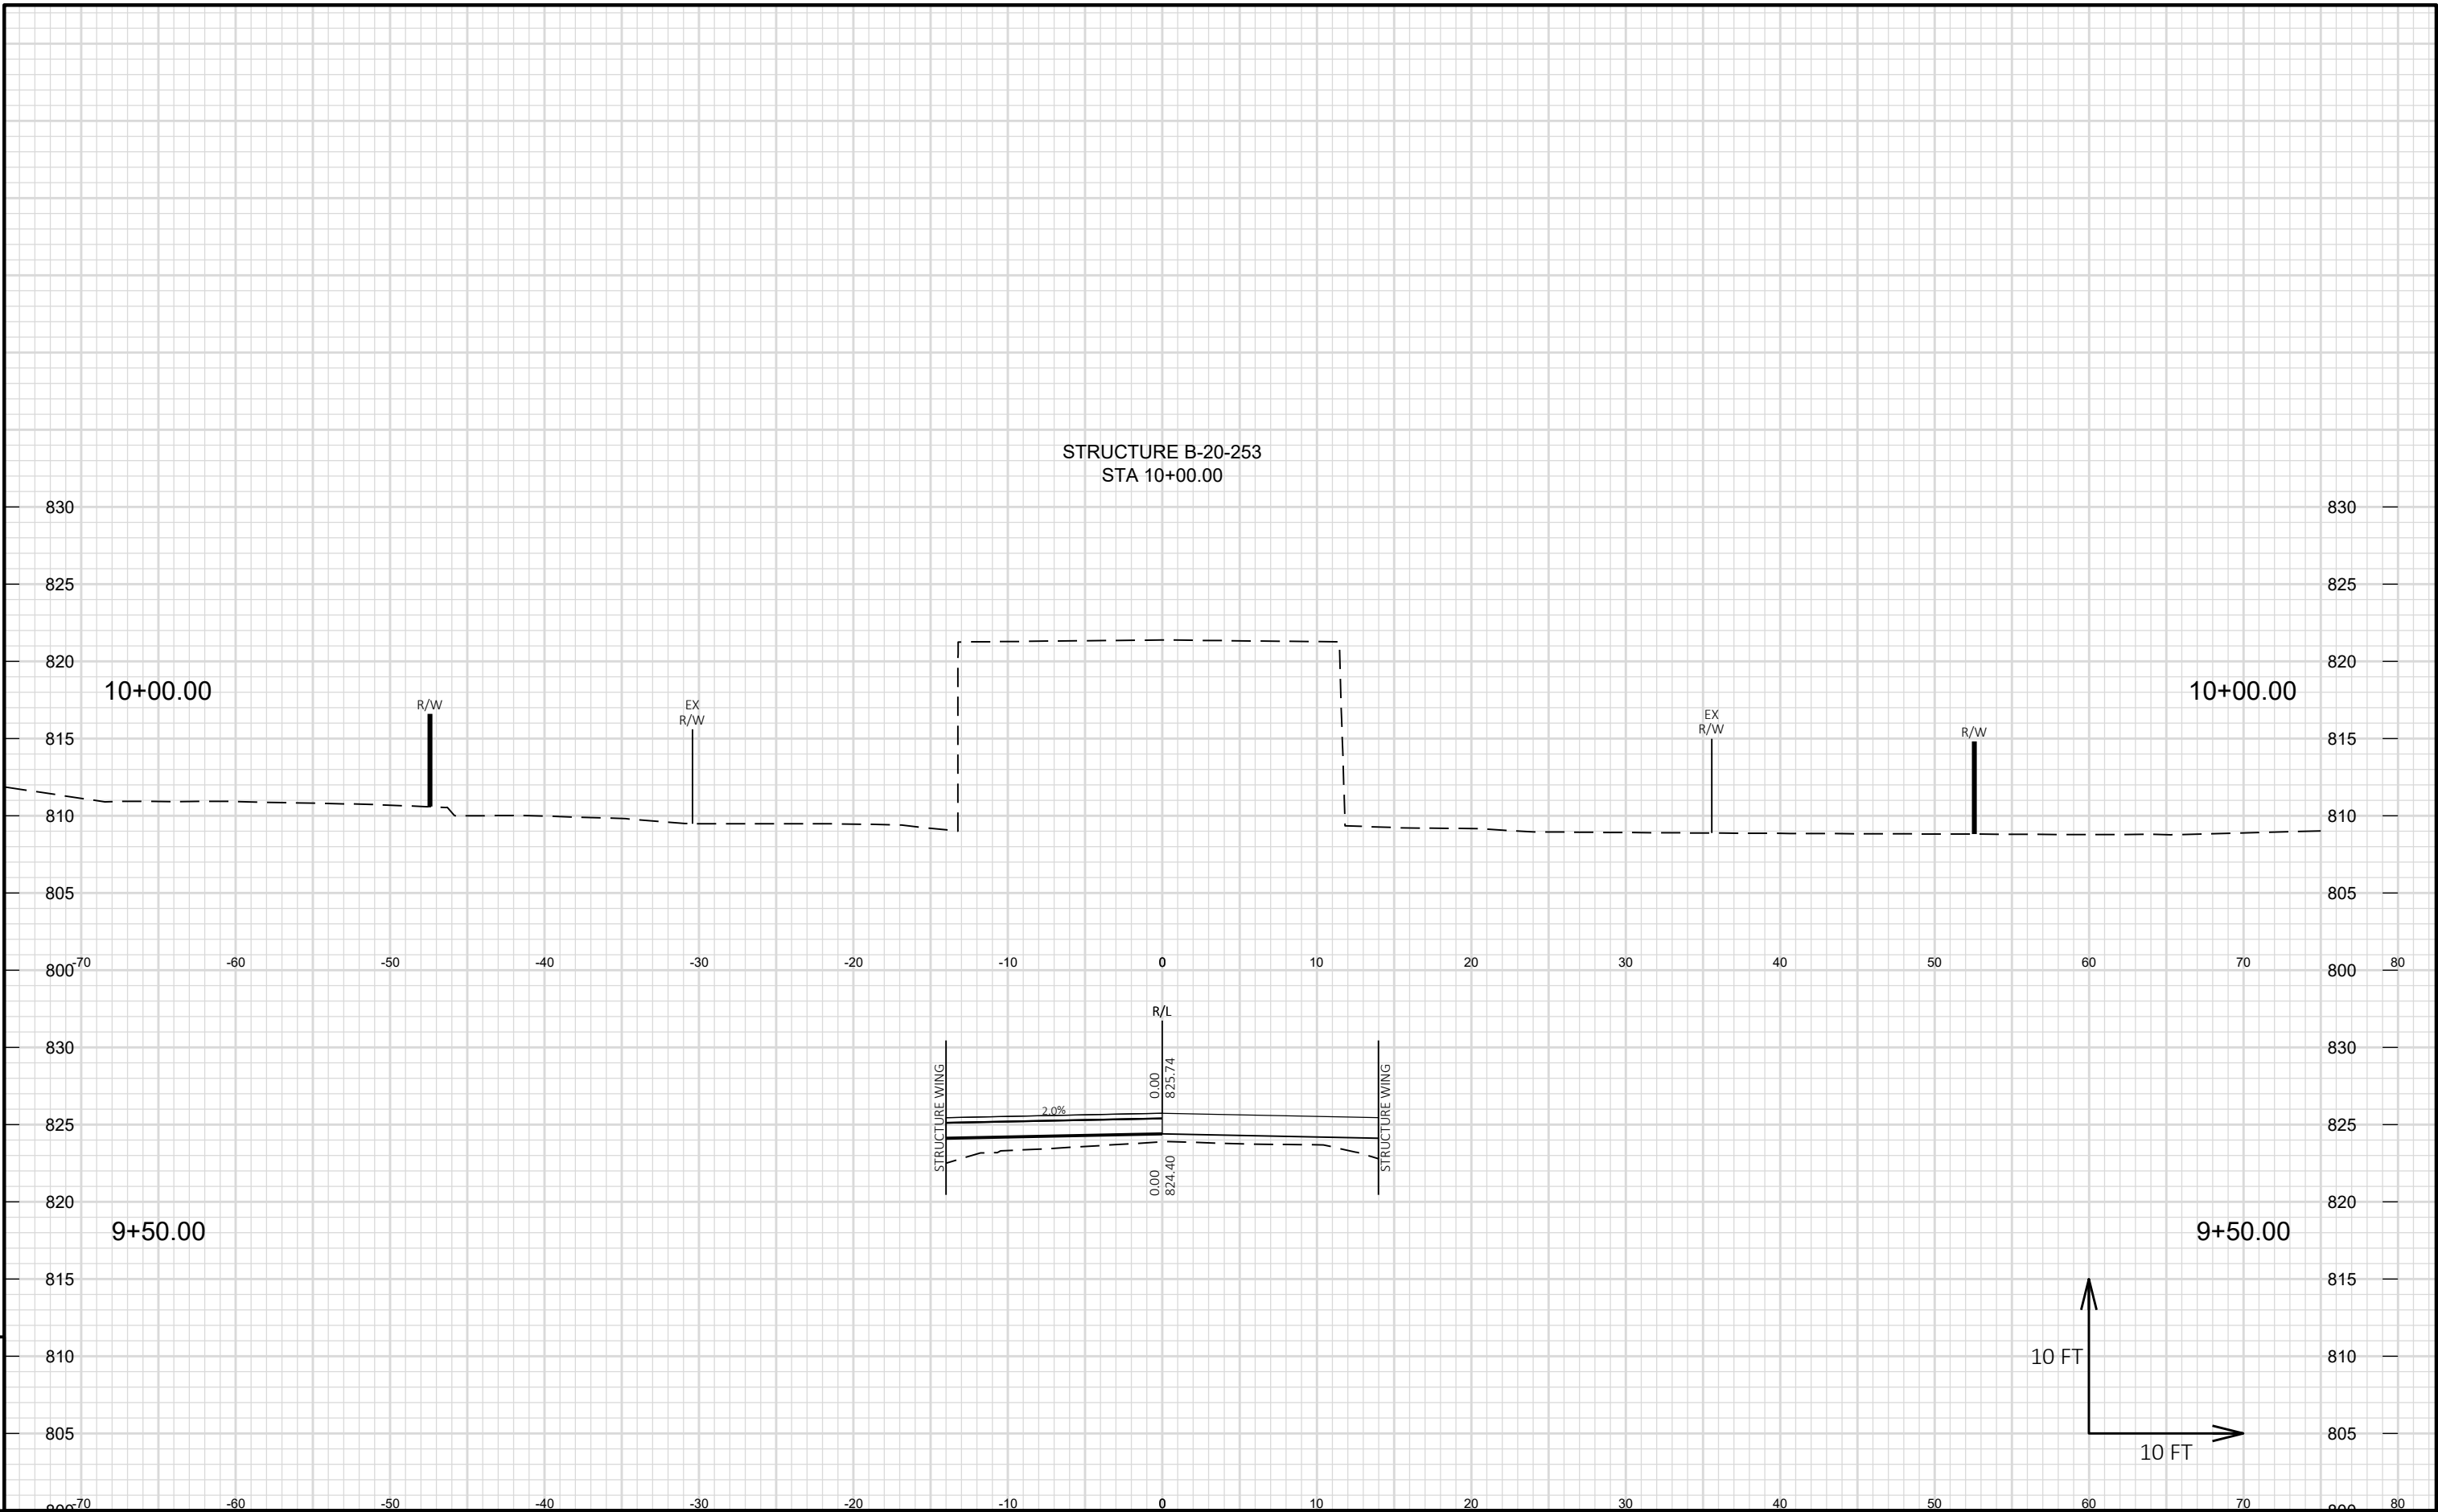 STRUCTURE B-20-253
STA 10+00.00
830 830
825 825
820 820
10+00.00 10+00.00
R/W EX
R/W EX
R/W R/W
815 815
810 810
805 805
-70 -60 -50 -40 -30 -20 -10 0 10 20 30 40 50 60 70 80
800 800
R/L
830 830
STRUCTURE WING 0.00
825.74 STRUCTURE WING
2.0%
825 825
0.00
824.40
820 820
9+50.00 9+50.00
815 815
810 10 FT 810
805 805
10 FT
-70 -60 -50 -40 -30 -20 -10 0 10 20 30 40 50 60 70 80